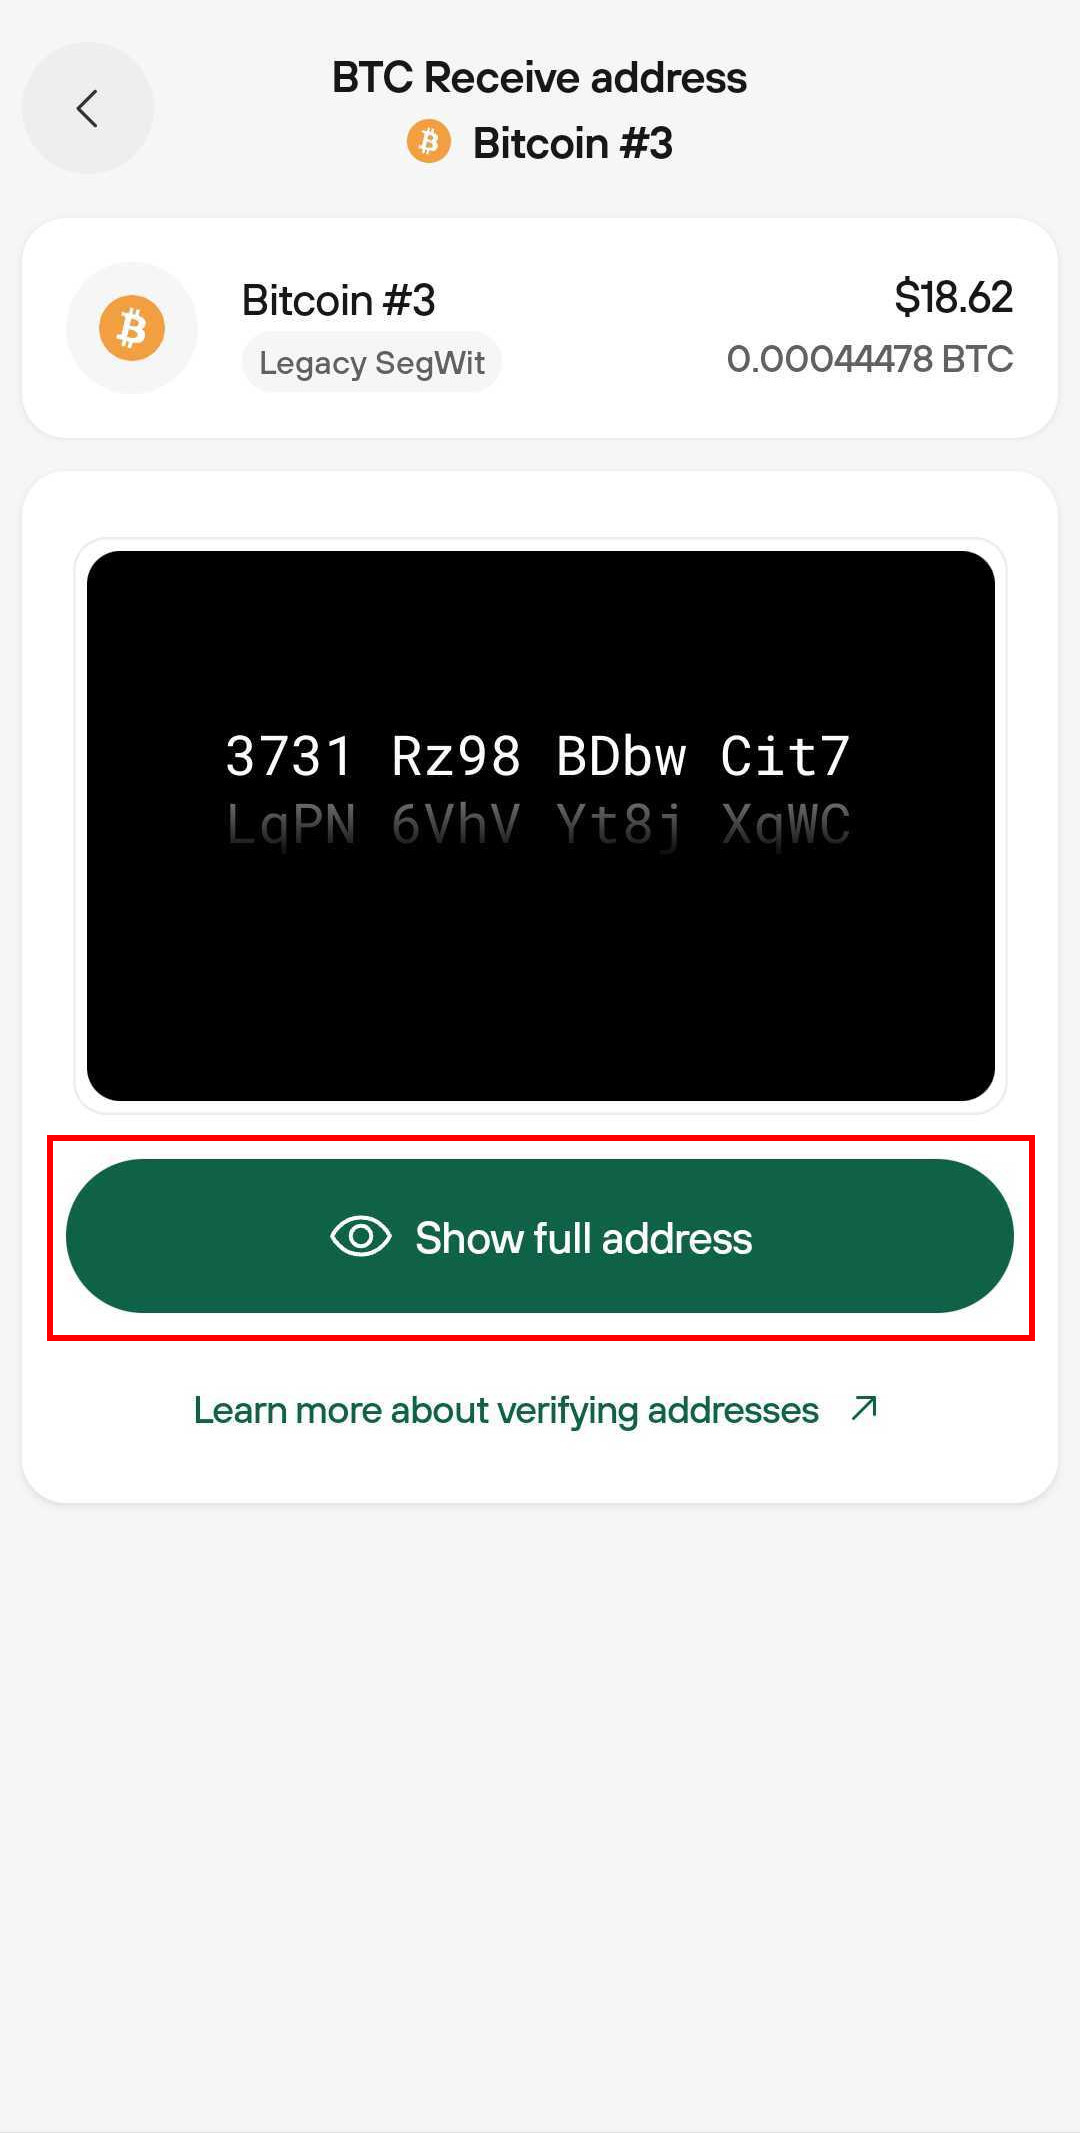 BTC Receive address
Bitcoin #3
Bitcoin #3
$18.62
Legacy SegWit
0.00044478 BTC
3731 Rz98 BDbw Cit7
LqPN 6VhV Yt8j XqWC
Show full address
Learn more about verifying addresses